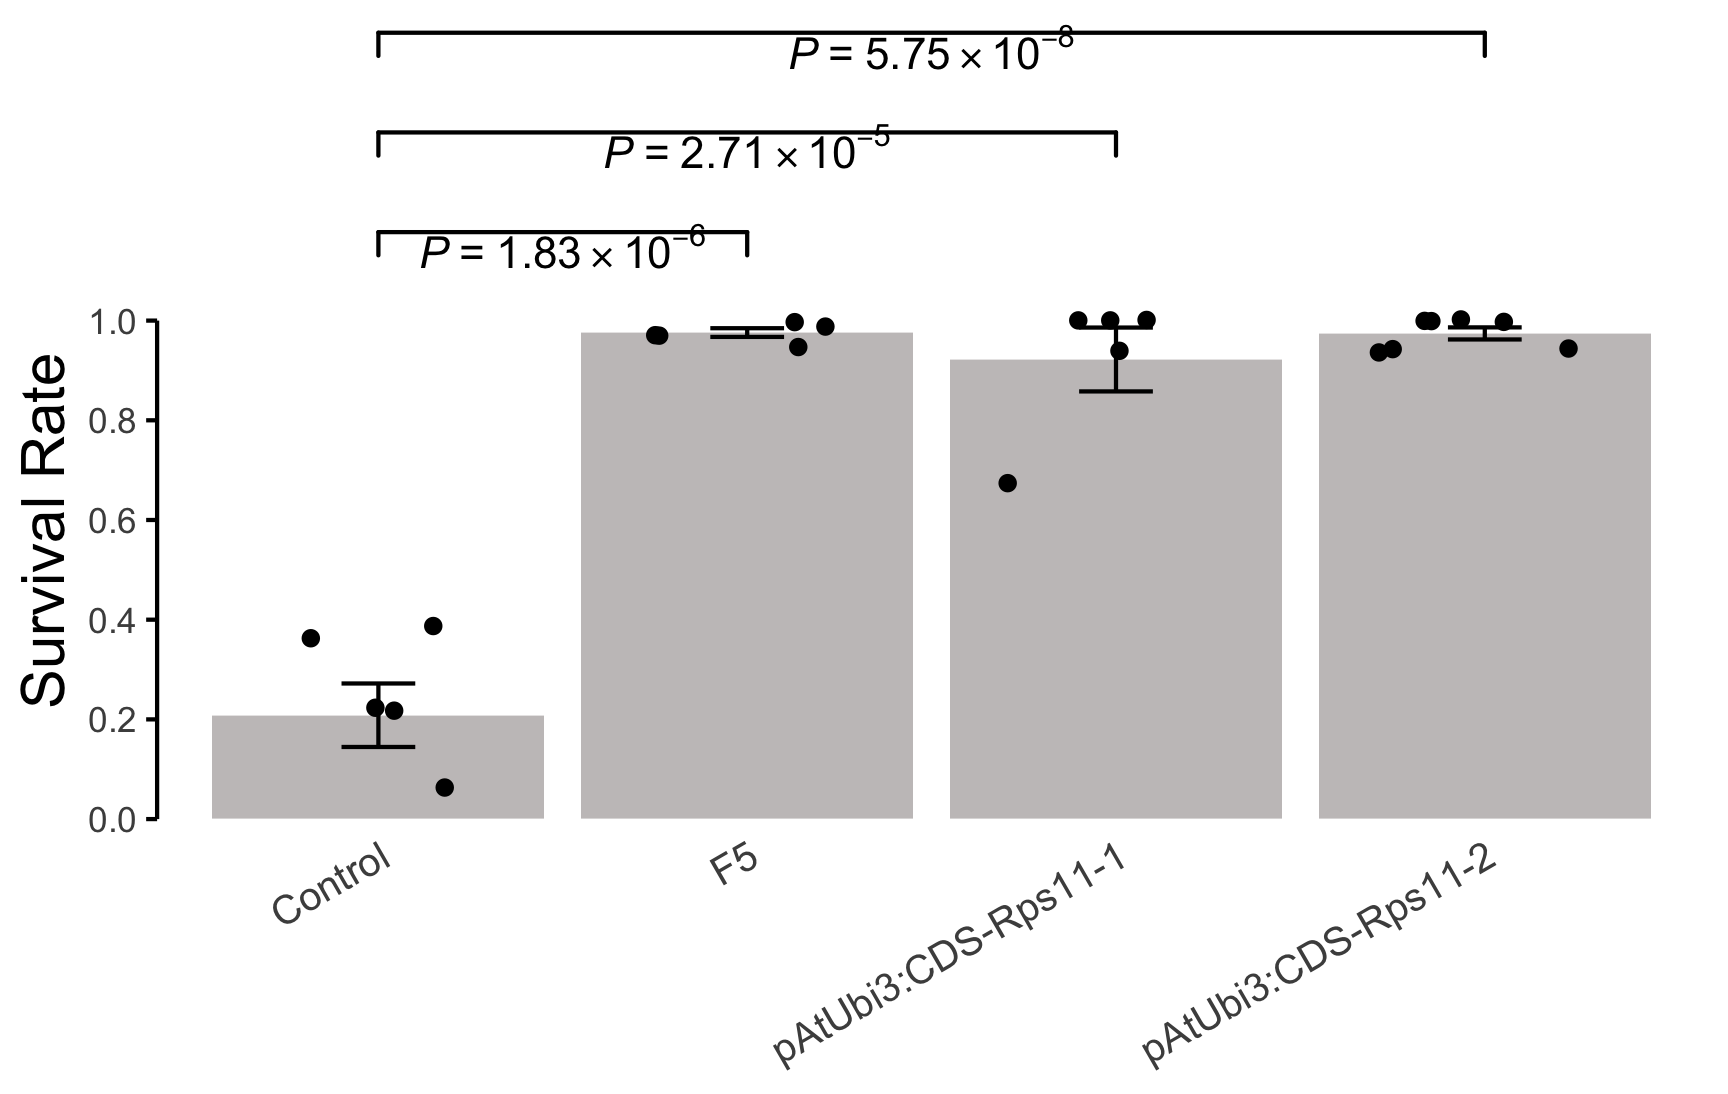 P = 5.75 × 10⁻⁸
P = 2.71 × 10⁻⁵
P = 1.83 × 10⁻⁶
Survival Rate
1.0
0.8
0.6
0.4
0.2
0.0
Control
F5
pAtUbi3:CDS-Rps11-1
pAtUbi3:CDS-Rps11-2